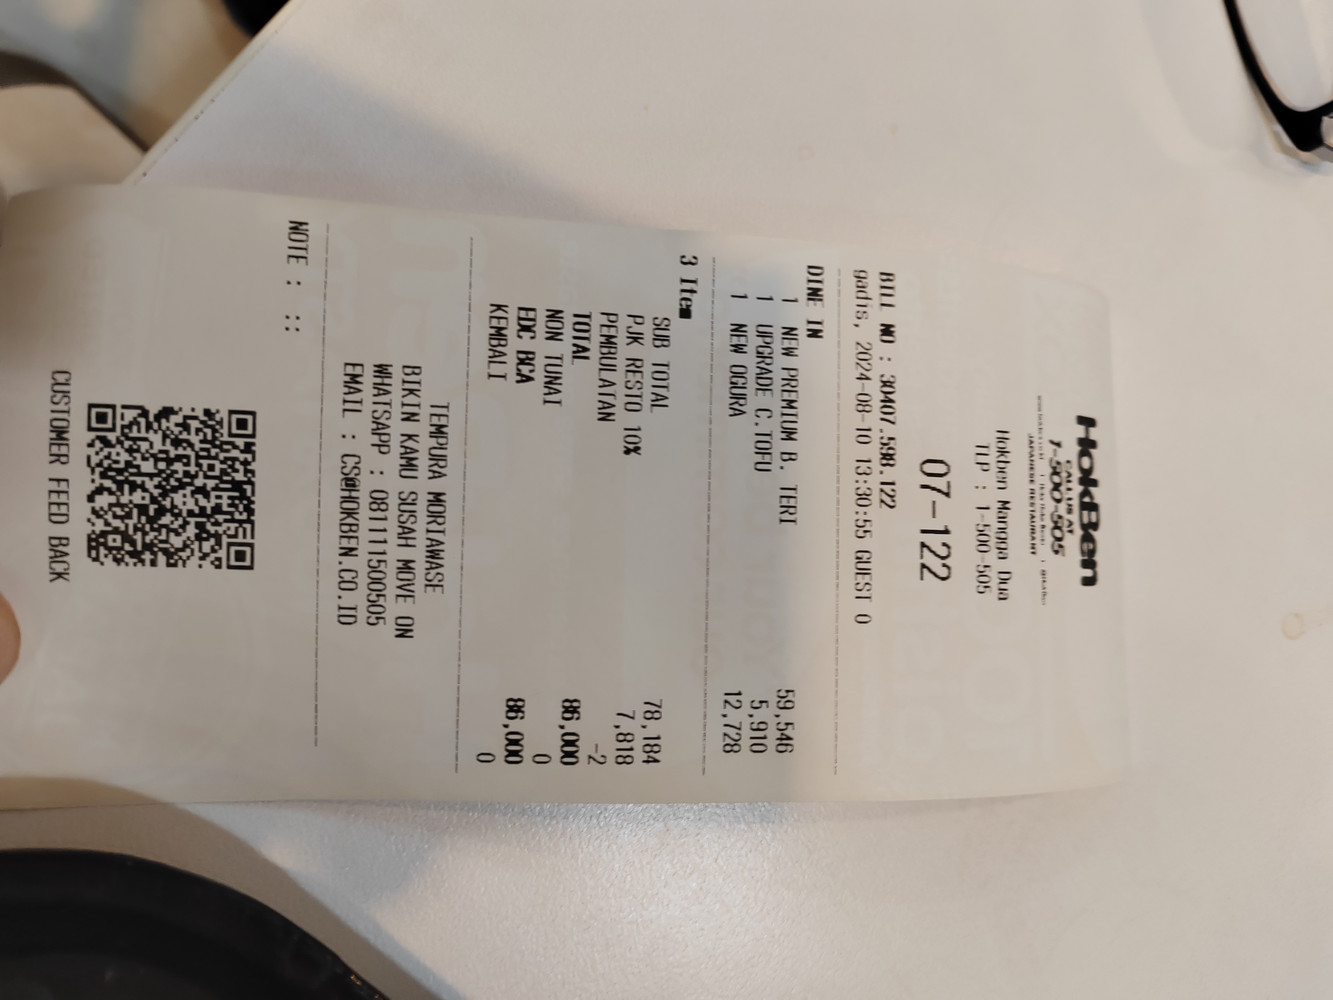 HokBen
CALL US AT
1-500-505
JAPANESE RESTAURANT
Hokben Mangga Dua
TLP : 1-500-505
07-122
BILL NO : 30407.598.122
gadis, 2024-08-10 13:30:55 GUEST 0
DINE IN
1 NEW PREMIUM B. TERI 59,546
1 UPGRADE C.TOFU 5,910
1 NEW OGURA 12,728
3 Item
SUB TOTAL 78,184
PJK RESTO 10% 7,818
PEMBULATAN -2
TOTAL 86,000
NON TUNAI 0
EDC BCA 86,000
KEMBALI 0
TEMPURA MORTAWASE
BIKIN KAMU SUSAH MOVE ON
WHATSAPP : 08111500505
EMAIL : CS@HOKBEN.CO.ID
NOTE : ::
CUSTOMER FEED BACK